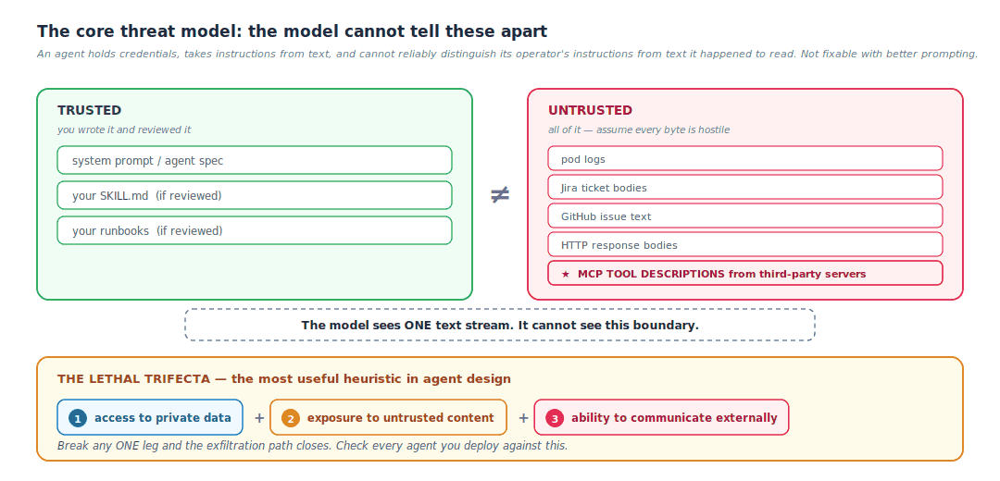 The core threat model: the model cannot tell these apart
An agent holds credentials, takes instructions from text, and cannot reliably distinguish its operator's instructions from text it happened to read. Not fixable with better prompting.
TRUSTED
you wrote it and reviewed it
system prompt / agent spec
your SKILL.md (if reviewed)
your runbooks (if reviewed)
≠
UNTRUSTED
all of it — assume every byte is hostile
pod logs
Jira ticket bodies
GitHub issue text
HTTP response bodies
★ MCP TOOL DESCRIPTIONS from third-party servers
The model sees ONE text stream. It cannot see this boundary.
THE LETHAL TRIFECTA — the most useful heuristic in agent design
1 access to private data + 2 exposure to untrusted content + 3 ability to communicate externally
Break any ONE leg and the exfiltration path closes. Check every agent you deploy against this.